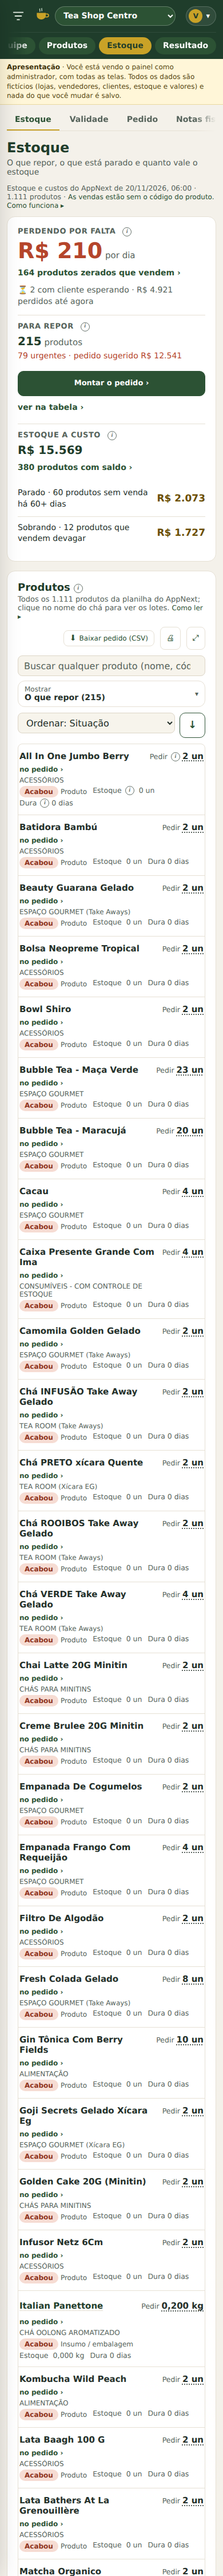 Tea Shop Centro
V
uipe Produtos Estoque Resultado
Apresentação · Você está vendo o painel como
administrador, com todas as telas. Todos os dados são
fictícios (lojas, vendedores, clientes, estoque e valores) e
nada do que você mudar é salvo.
Estoque Validade Pedido Notas fis
Estoque
O que repor, o que está parado e quanto vale o
estoque
Estoque e custos do AppNext de 20/11/2026, 06:00 ·
1.111 produtos · As vendas estão sem o código do produto.
Como funciona ▸
PERDENDO POR FALTA i
R$ 210 por dia
164 produtos zerados que vendem ›
⏳ 2 com cliente esperando · R$ 4.921
perdidos até agora
PARA REPOR i
215 produtos
79 urgentes · pedido sugerido R$ 12.541
Montar o pedido ›
ver na tabela ›
ESTOQUE A CUSTO i
R$ 15.569
380 produtos com saldo ›
Parado · 60 produtos sem venda
há 60+ dias
R$ 2.073
Sobrando · 12 produtos que
vendem devagar
R$ 1.727
Produtos i
Todos os 1.111 produtos da planilha do AppNext;
clique no nome do chá para ver os lotes. Como ler
▸
⬇ Baixar pedido (CSV)
Buscar qualquer produto (nome, cóc
Mostrar
O que repor (215)
Ordenar: Situação
↓
All In One Jumbo Berry Pedir i 2 un
no pedido ›
ACESSÓRIOS
Acabou Produto Estoque i 0 un
Dura i 0 dias
Batidora Bambú Pedir 2 un
no pedido ›
ACESSÓRIOS
Acabou Produto Estoque 0 un Dura 0 dias
Beauty Guarana Gelado Pedir 2 un
no pedido ›
ESPAÇO GOURMET (Take Aways)
Acabou Produto Estoque 0 un Dura 0 dias
Bolsa Neopreme Tropical Pedir 2 un
no pedido ›
ACESSÓRIOS
Acabou Produto Estoque 0 un Dura 0 dias
Bowl Shiro Pedir 2 un
no pedido ›
ACESSÓRIOS
Acabou Produto Estoque 0 un Dura 0 dias
Bubble Tea - Maça Verde Pedir 23 un
no pedido ›
ESPAÇO GOURMET
Acabou Produto Estoque 0 un Dura 0 dias
Bubble Tea - Maracujá Pedir 20 un
no pedido ›
ESPAÇO GOURMET
Acabou Produto Estoque 0 un Dura 0 dias
Cacau Pedir 4 un
no pedido ›
ESPAÇO GOURMET
Acabou Produto Estoque 0 un Dura 0 dias
Caixa Presente Grande Com Pedir 4 un
Ima
no pedido ›
CONSUMÍVEIS - COM CONTROLE DE
ESTOQUE
Acabou Produto Estoque 0 un Dura 0 dias
Camomila Golden Gelado Pedir 2 un
no pedido ›
ESPAÇO GOURMET (Take Aways)
Acabou Produto Estoque 0 un Dura 0 dias
Chá INFUSÃO Take Away Pedir 2 un
Gelado
no pedido ›
TEA ROOM (Take Aways)
Acabou Produto Estoque 0 un Dura 0 dias
Chá PRETO xícara Quente Pedir 2 un
no pedido ›
TEA ROOM (Xícara EG)
Acabou Produto Estoque 0 un Dura 0 dias
Chá ROOIBOS Take Away Pedir 2 un
Gelado
no pedido ›
TEA ROOM (Take Aways)
Acabou Produto Estoque 0 un Dura 0 dias
Chá VERDE Take Away Pedir 4 un
Gelado
no pedido ›
TEA ROOM (Take Aways)
Acabou Produto Estoque 0 un Dura 0 dias
Chai Latte 20G Minitin Pedir 2 un
no pedido ›
CHÁS PARA MINITINS
Acabou Produto Estoque 0 un Dura 0 dias
Creme Brulee 20G Minitin Pedir 2 un
no pedido ›
CHÁS PARA MINITINS
Acabou Produto Estoque 0 un Dura 0 dias
Empanada De Cogumelos Pedir 2 un
no pedido ›
ESPAÇO GOURMET
Acabou Produto Estoque 0 un Dura 0 dias
Empanada Frango Com Pedir 4 un
Requeijão
no pedido ›
ESPAÇO GOURMET
Acabou Produto Estoque 0 un Dura 0 dias
Filtro De Algodão Pedir 2 un
no pedido ›
ACESSÓRIOS
Acabou Produto Estoque 0 un Dura 0 dias
Fresh Colada Gelado Pedir 8 un
no pedido ›
ESPAÇO GOURMET (Take Aways)
Acabou Produto Estoque 0 un Dura 0 dias
Gin Tônica Com Berry Pedir 10 un
Fields
no pedido ›
ALIMENTAÇÃO
Acabou Produto Estoque 0 un Dura 0 dias
Goji Secrets Gelado Xícara Pedir 2 un
Eg
no pedido ›
ESPAÇO GOURMET (Xícara EG)
Acabou Produto Estoque 0 un Dura 0 dias
Golden Cake 20G (Minitin) Pedir 2 un
no pedido ›
CHÁS PARA MINITINS
Acabou Produto Estoque 0 un Dura 0 dias
Infusor Netz 6Cm Pedir 2 un
no pedido ›
ACESSÓRIOS
Acabou Produto Estoque 0 un Dura 0 dias
Italian Panettone Pedir 0,200 kg
no pedido ›
CHÁ OOLONG AROMATIZADO
Acabou Insumo / embalagem
Estoque 0,000 kg Dura 0 dias
Kombucha Wild Peach Pedir 2 un
no pedido ›
ALIMENTAÇÃO
Acabou Produto Estoque 0 un Dura 0 dias
Lata Baagh 100 G Pedir 2 un
no pedido ›
ACESSÓRIOS
Acabou Produto Estoque 0 un Dura 0 dias
Lata Bathers At La Pedir 2 un
Grenouillère
no pedido ›
ACESSÓRIOS
Acabou Produto Estoque 0 un Dura 0 dias
Matcha Organico Pedir 2 un